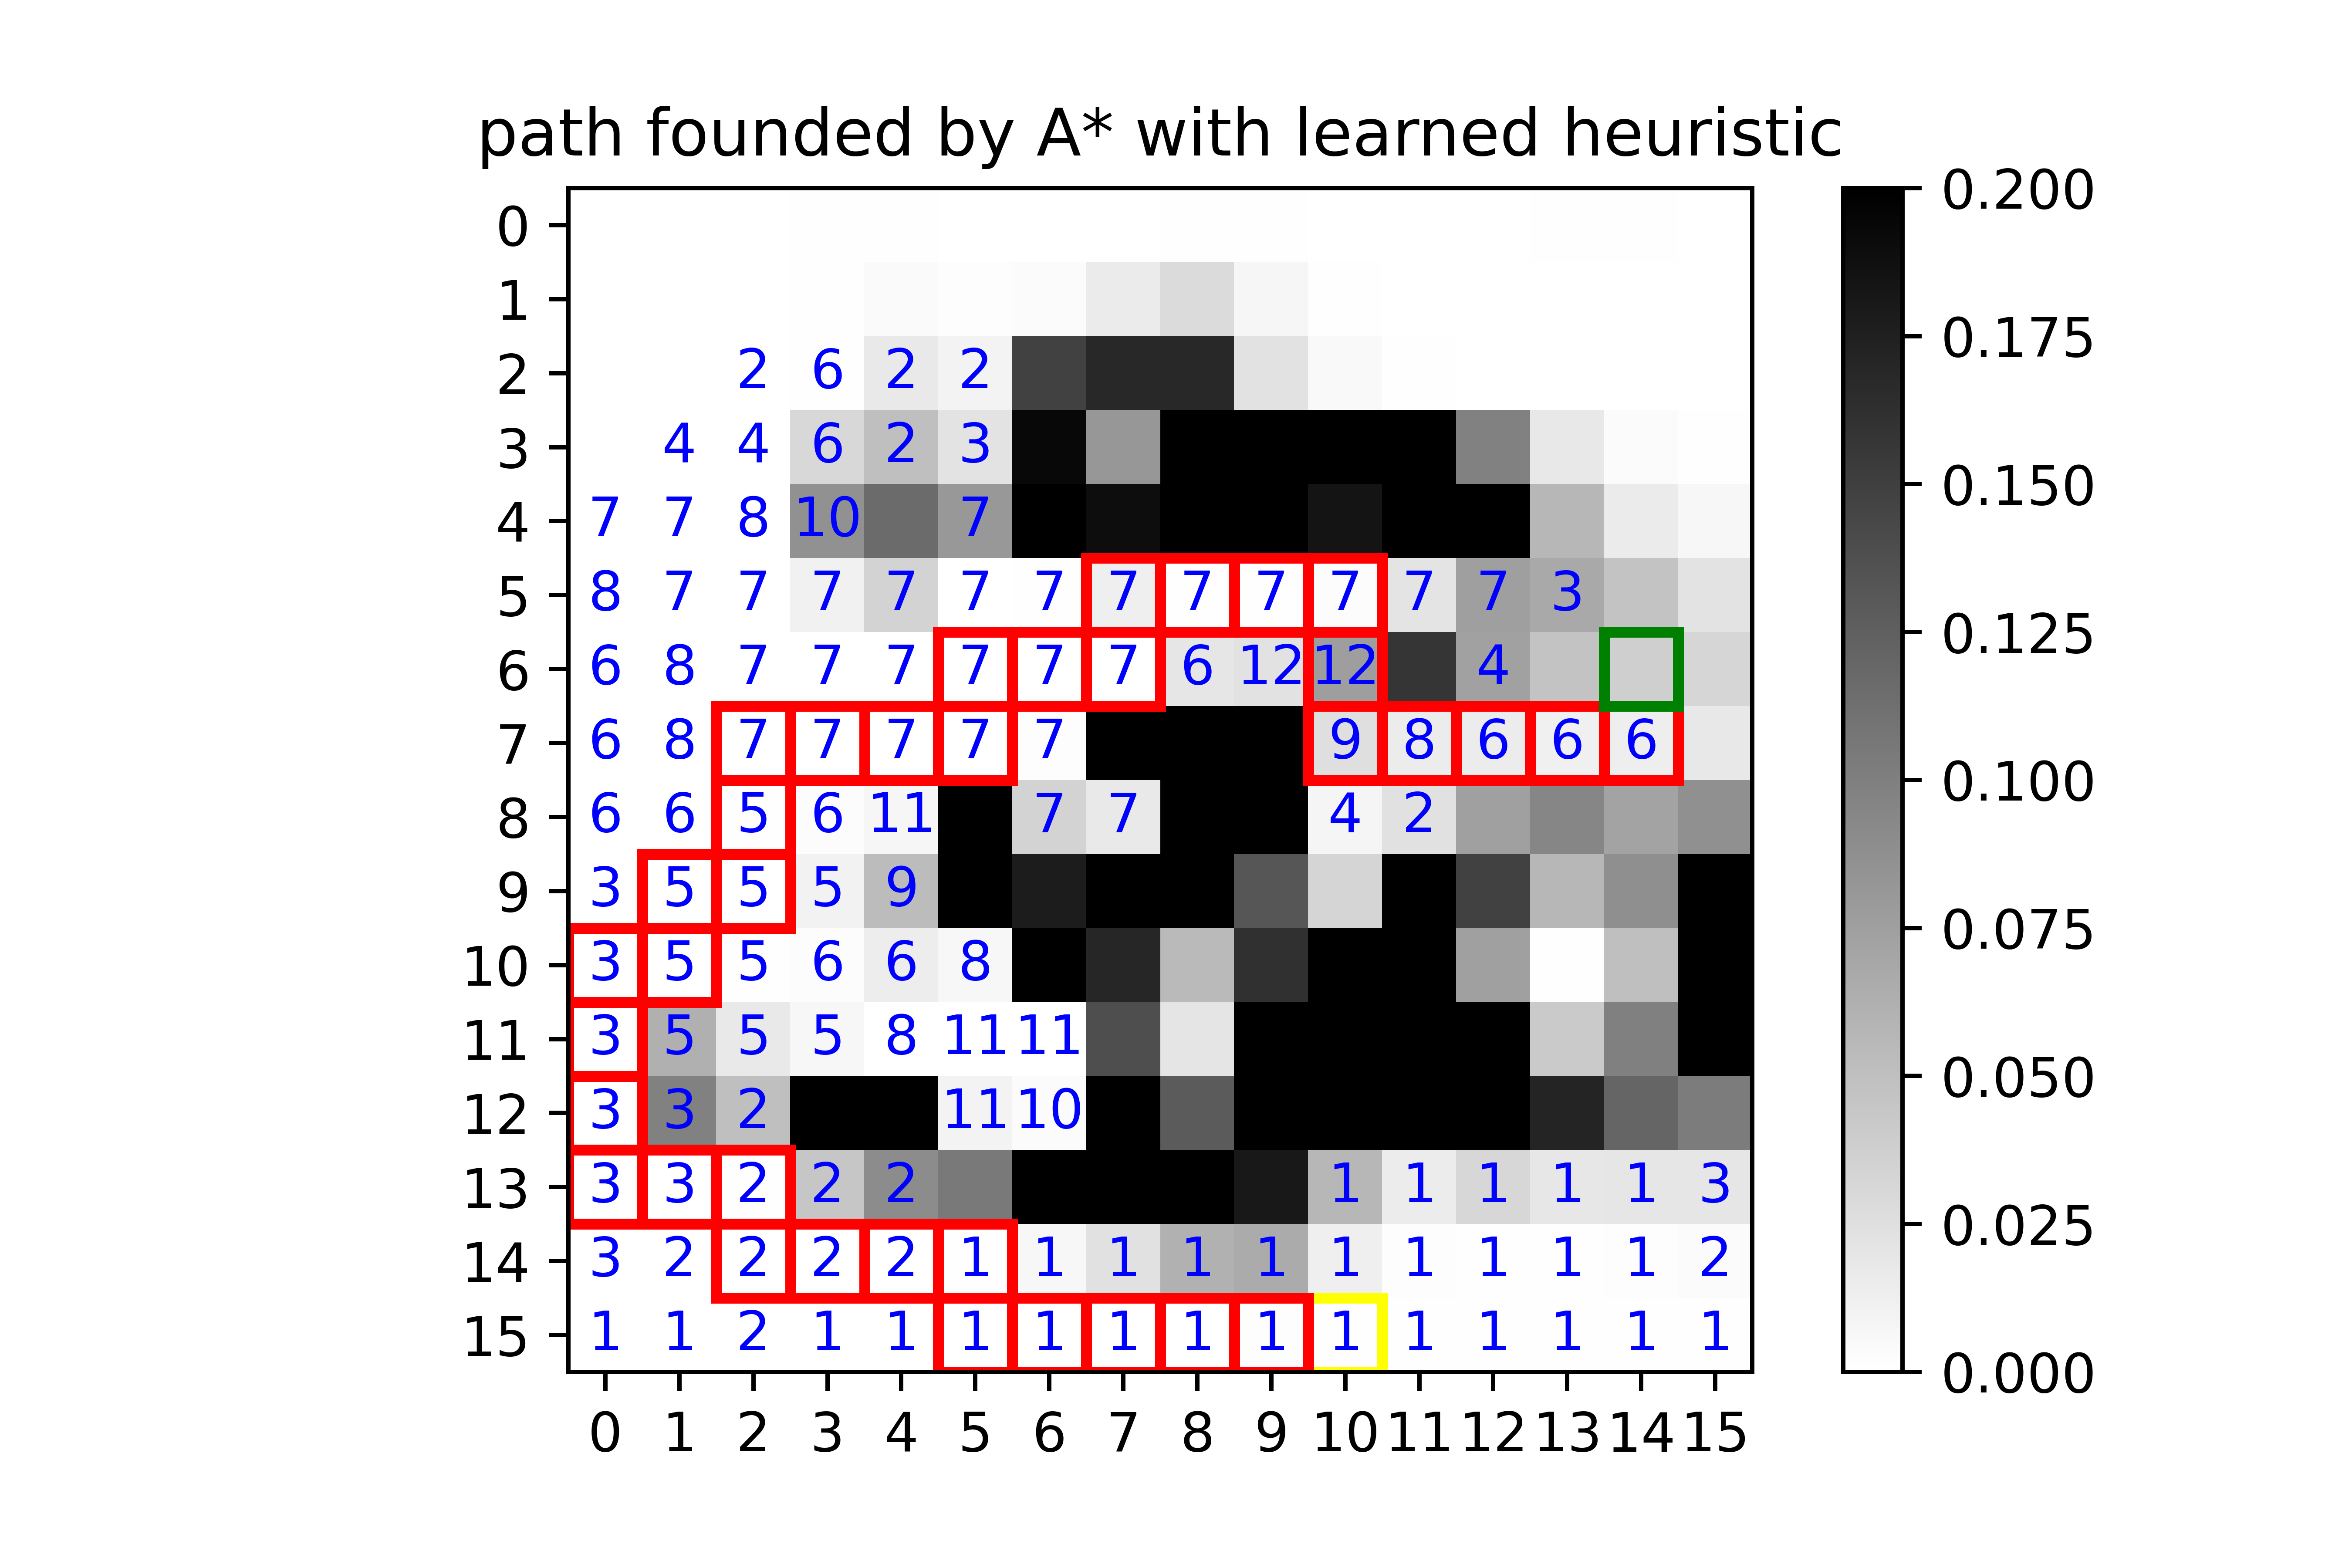 path founded by A* with learned heuristic
0
1
2 2 6 2 2
3 4 4 6 2 3
4 7 7 8 10 7
5 8 7 7 7 7 7 7 7 7 7 7 7 7 3
6 6 8 7 7 7 7 7 7 6 12 12 4
7 6 8 7 7 7 7 7 9 8 6 6 6
8 6 6 5 6 11 7 7 4 2
9 3 5 5 5 9
10 3 5 5 6 6 8
11 3 5 5 5 8 11 11
12 3 3 2 11 10
13 3 3 2 2 2 1 1 1 1 1 3
14 3 2 2 2 2 1 1 1 1 1 1 1 1 1 1 2
15 1 1 2 1 1 1 1 1 1 1 1 1 1 1 1 1
0 1 2 3 4 5 6 7 8 9 10 11 12 13 14 15
0.200
0.175
0.150
0.125
0.100
0.075
0.050
0.025
0.000